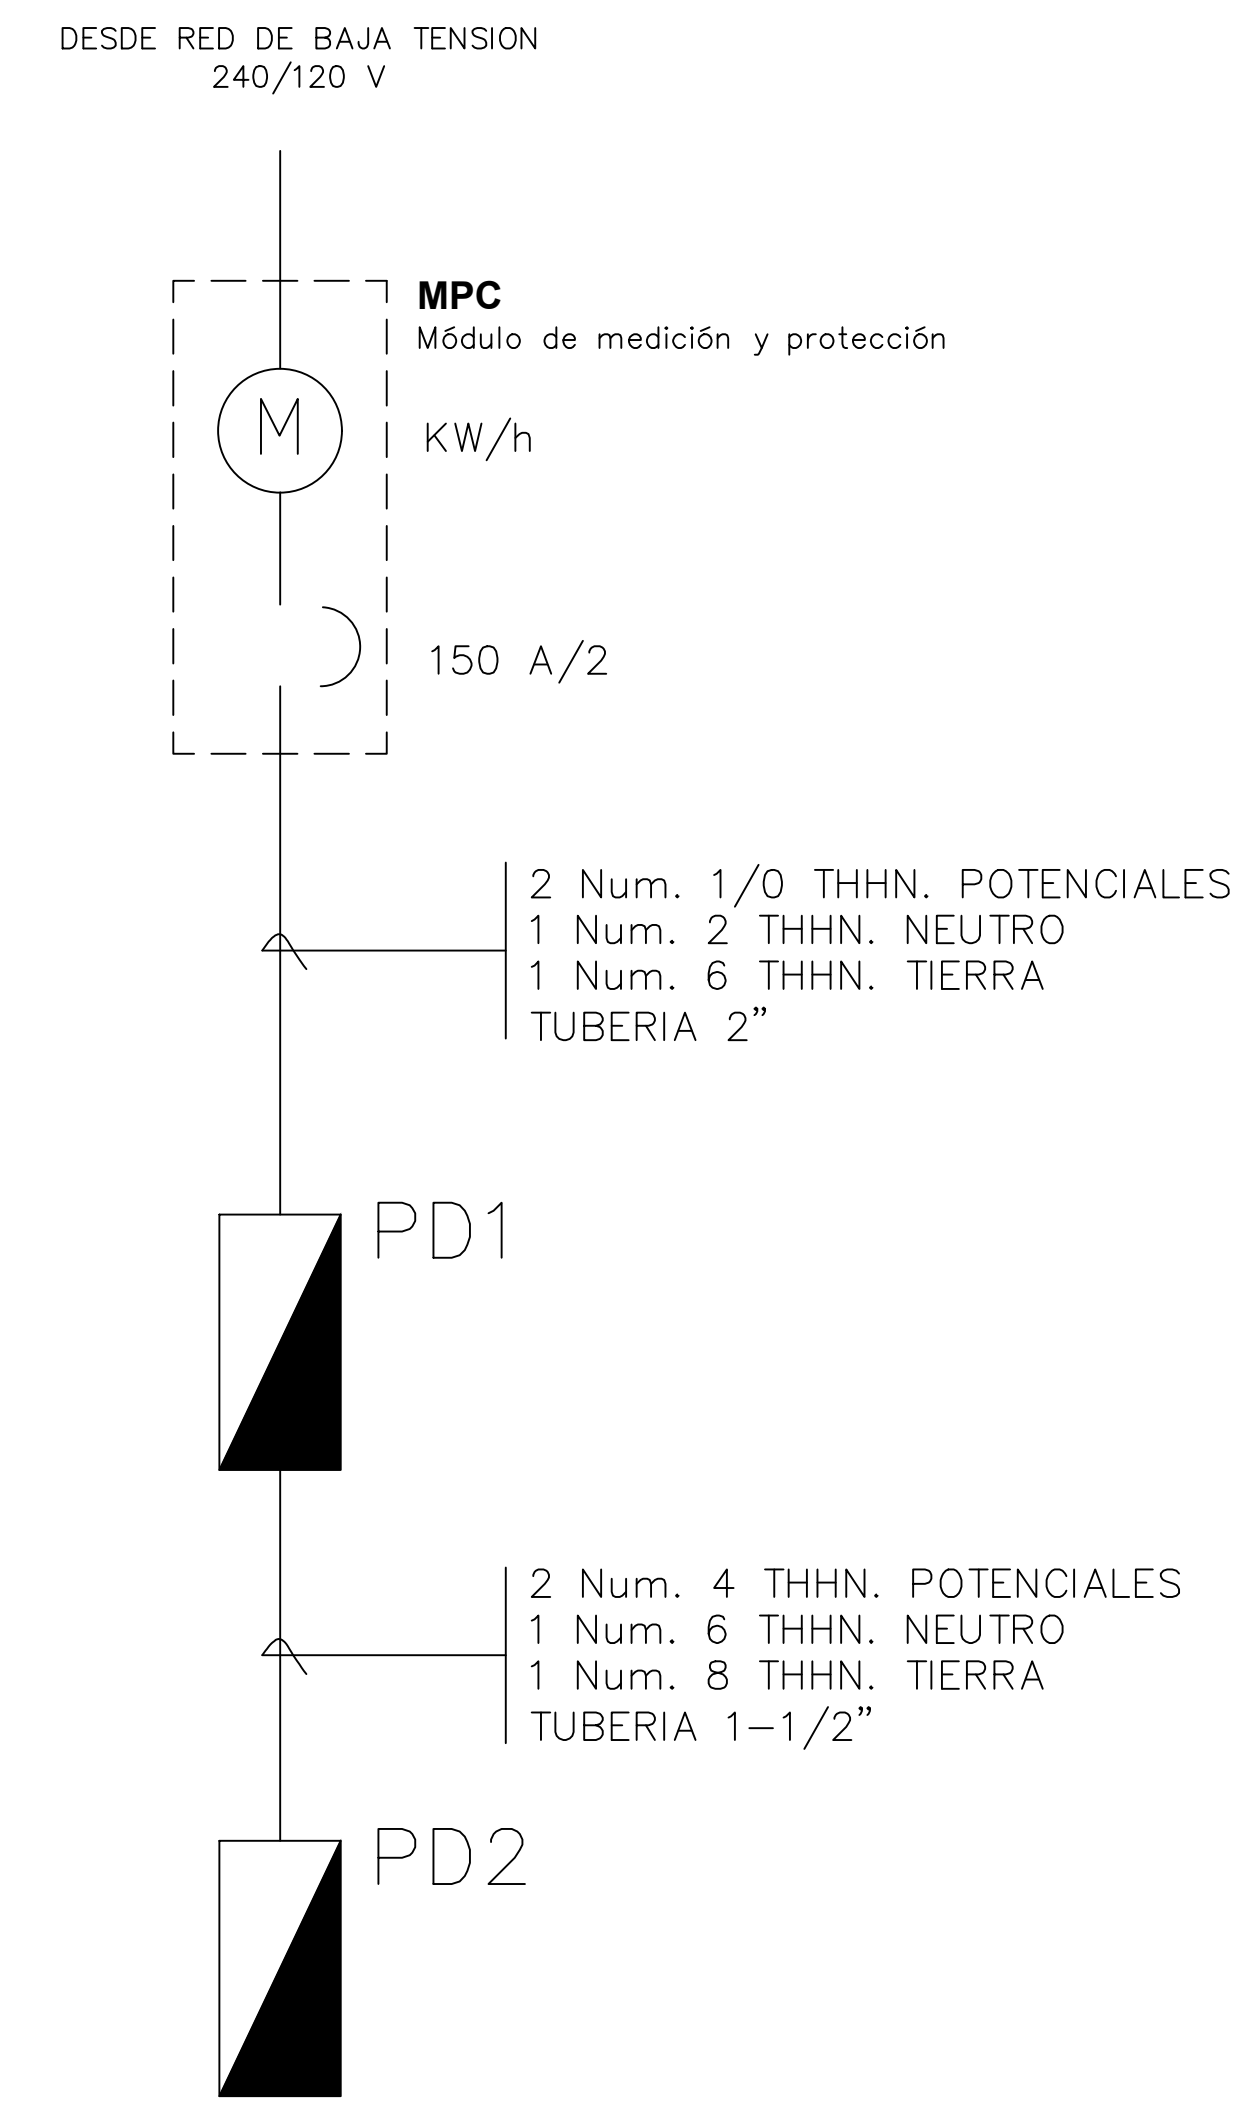 DESDE RED DE BAJA TENSION
240/120 V
MPC
Módulo de medición y protección
M
KW/h
150 A/2
2 Num. 1/0 THHN. POTENCIALES
1 Num. 2 THHN. NEUTRO
1 Num. 6 THHN. TIERRA
TUBERIA 2”
PD1
2 Num. 4 THHN. POTENCIALES
1 Num. 6 THHN. NEUTRO
1 Num. 8 THHN. TIERRA
TUBERIA 1-1/2”
PD2